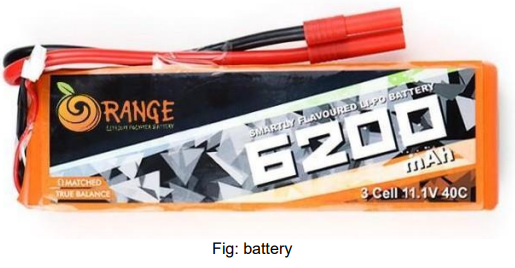 ORANGE
LITHIUM POLYMER BATTERY
SMARTLY FLAVOURED LI-PO BATTERY
6200
mAH
ΩMATCHED
TRUE BALANCE
3 Cell 11.1V 40C
Fig: battery